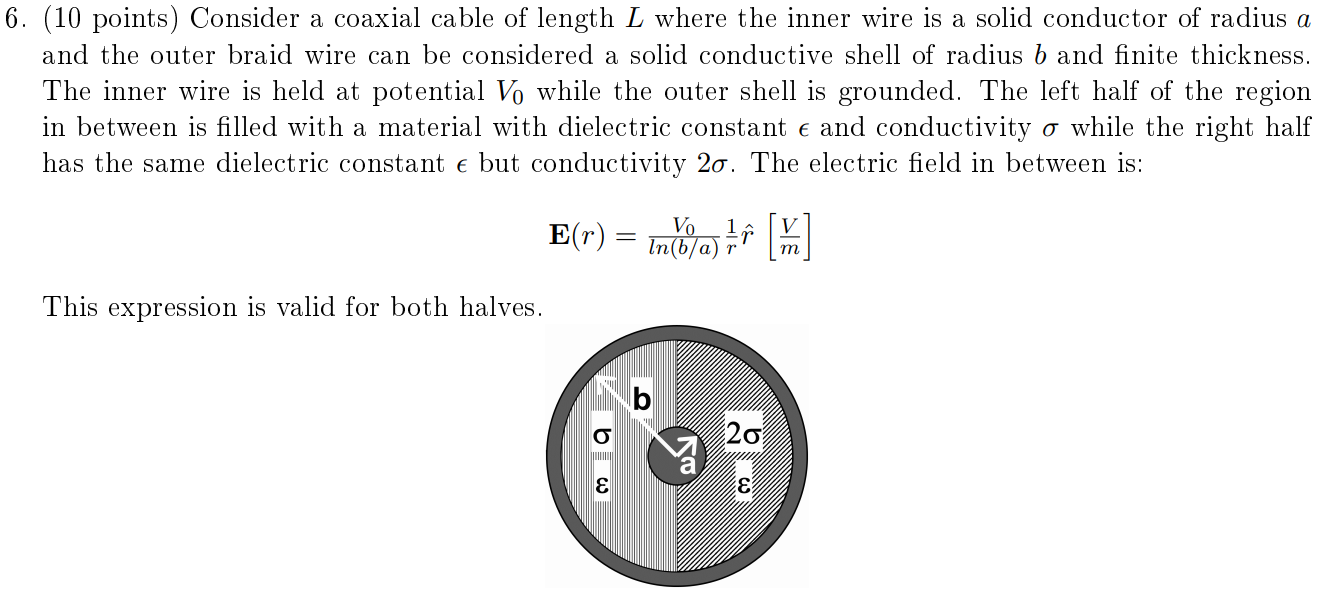 6. (10 points) Consider a coaxial cable of length L where the inner wire is a solid conductor of radius a
and the outer braid wire can be considered a solid conductive shell of radius b and finite thickness.
The inner wire is held at potential V₀ while the outer shell is grounded. The left half of the region
in between is filled with a material with dielectric constant ϵ and conductivity σ while the right half
has the same dielectric constant ϵ but conductivity 2σ. The electric field in between is:
E(r) = \frac{V₀}{ln(b/a)} \frac{1}{r} r̂ [\frac{V}{m}]
This expression is valid for both halves.
b
σ 2σ
a
ε ε